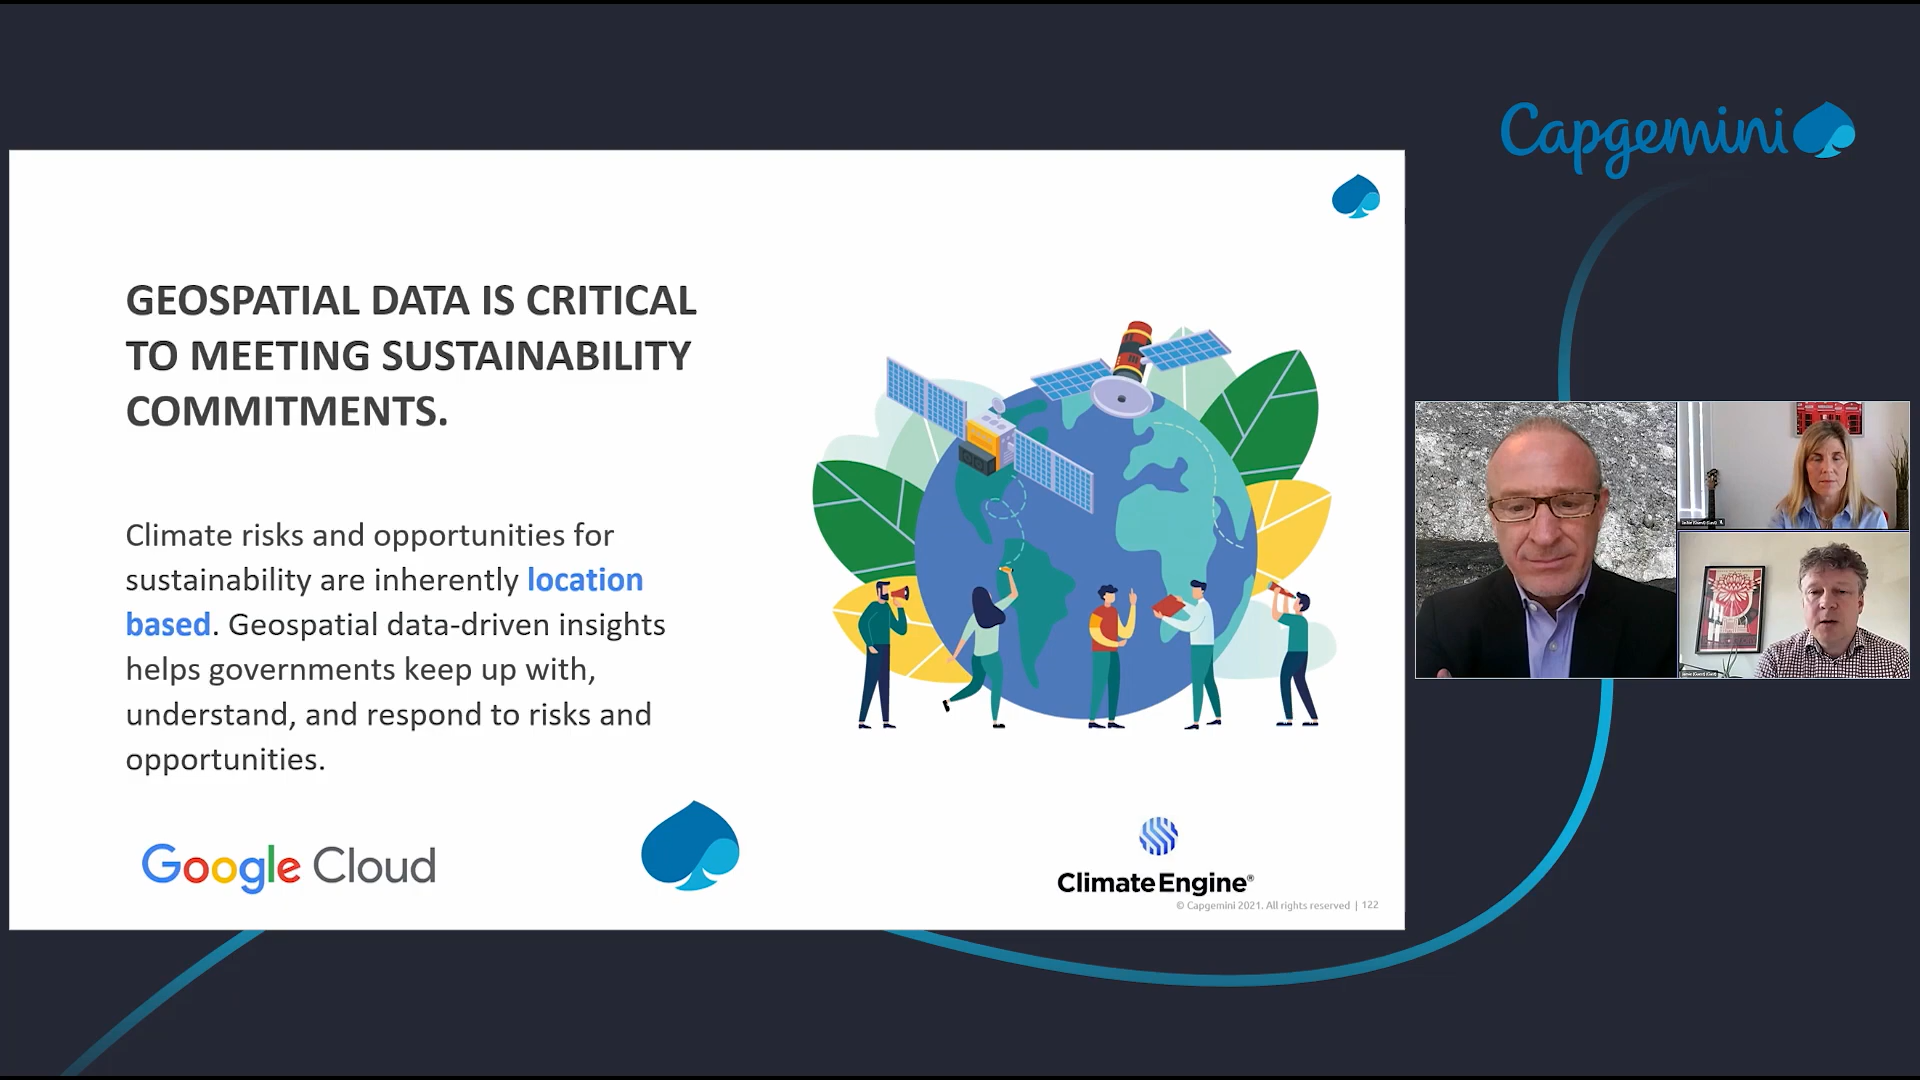 Capgemini
GEOSPATIAL DATA IS CRITICAL
TO MEETING SUSTAINABILITY
COMMITMENTS.
Climate risks and opportunities for
sustainability are inherently location
based. Geospatial data-driven insights
helps governments keep up with,
understand, and respond to risks and
opportunities.
Google Cloud
Climate Engine®
© Capgemini 2021. All rights reserved | 122